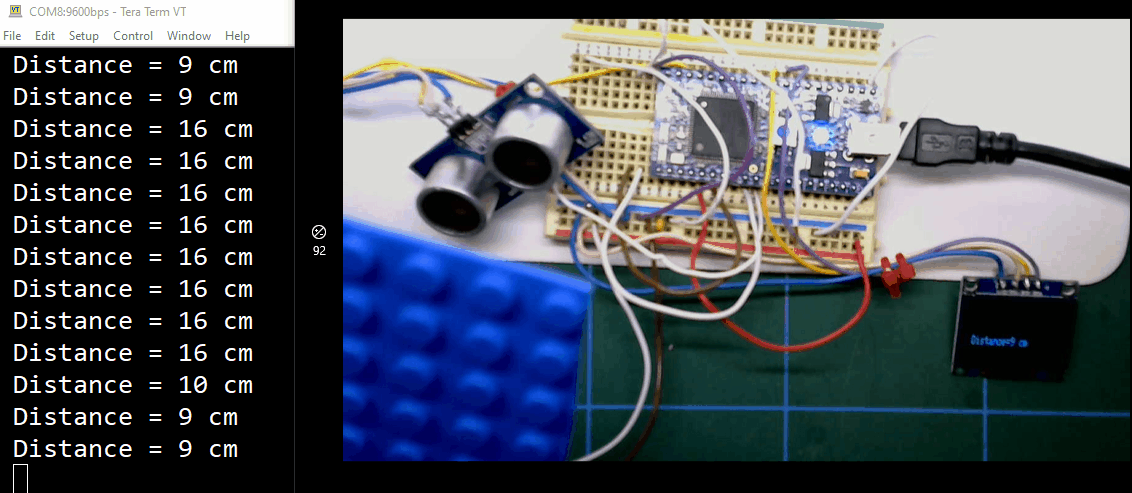 COM8:9600bps - Tera Term VT
File Edit Setup Control Window Help
Distance = 9 cm
Distance = 9 cm
Distance = 16 cm
Distance = 16 cm
Distance = 16 cm
Distance = 16 cm
Distance = 16 cm
Distance = 16 cm
Distance = 16 cm
Distance = 16 cm
Distance = 10 cm
Distance = 9 cm
Distance = 9 cm
92
Distance=9 cm